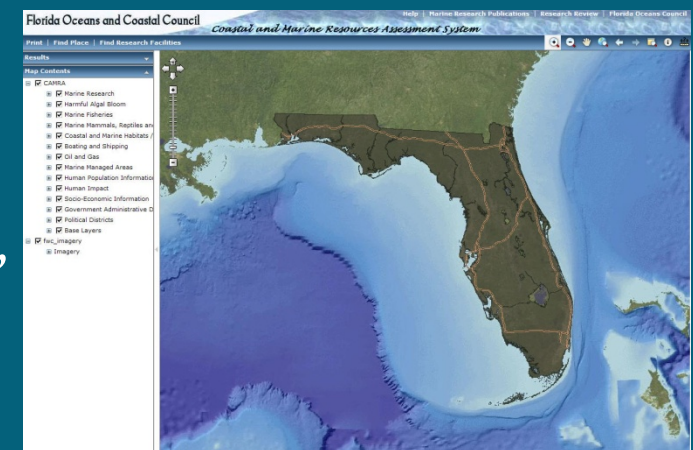 Florida Oceans and Coastal Council
Coastal and Marine Resources Assessment System
Help | Marine Research Publications | Research Review | Florida Oceans Council
Print | Find Place | Find Research Facilities
Results
Map Contents
CAMRA
Marine Research
Harmful Algal Bloom
Marine Fisheries
Marine Mammals, Reptiles an
Coastal and Marine Habitats /
Boating and Shipping
Oil and Gas
Marine Managed Areas
Human Population Informatio
Human Impact
Socio-Economic Information
Government Administrative D
Political Districts
Base Layers
fwc_imagery
Imagery